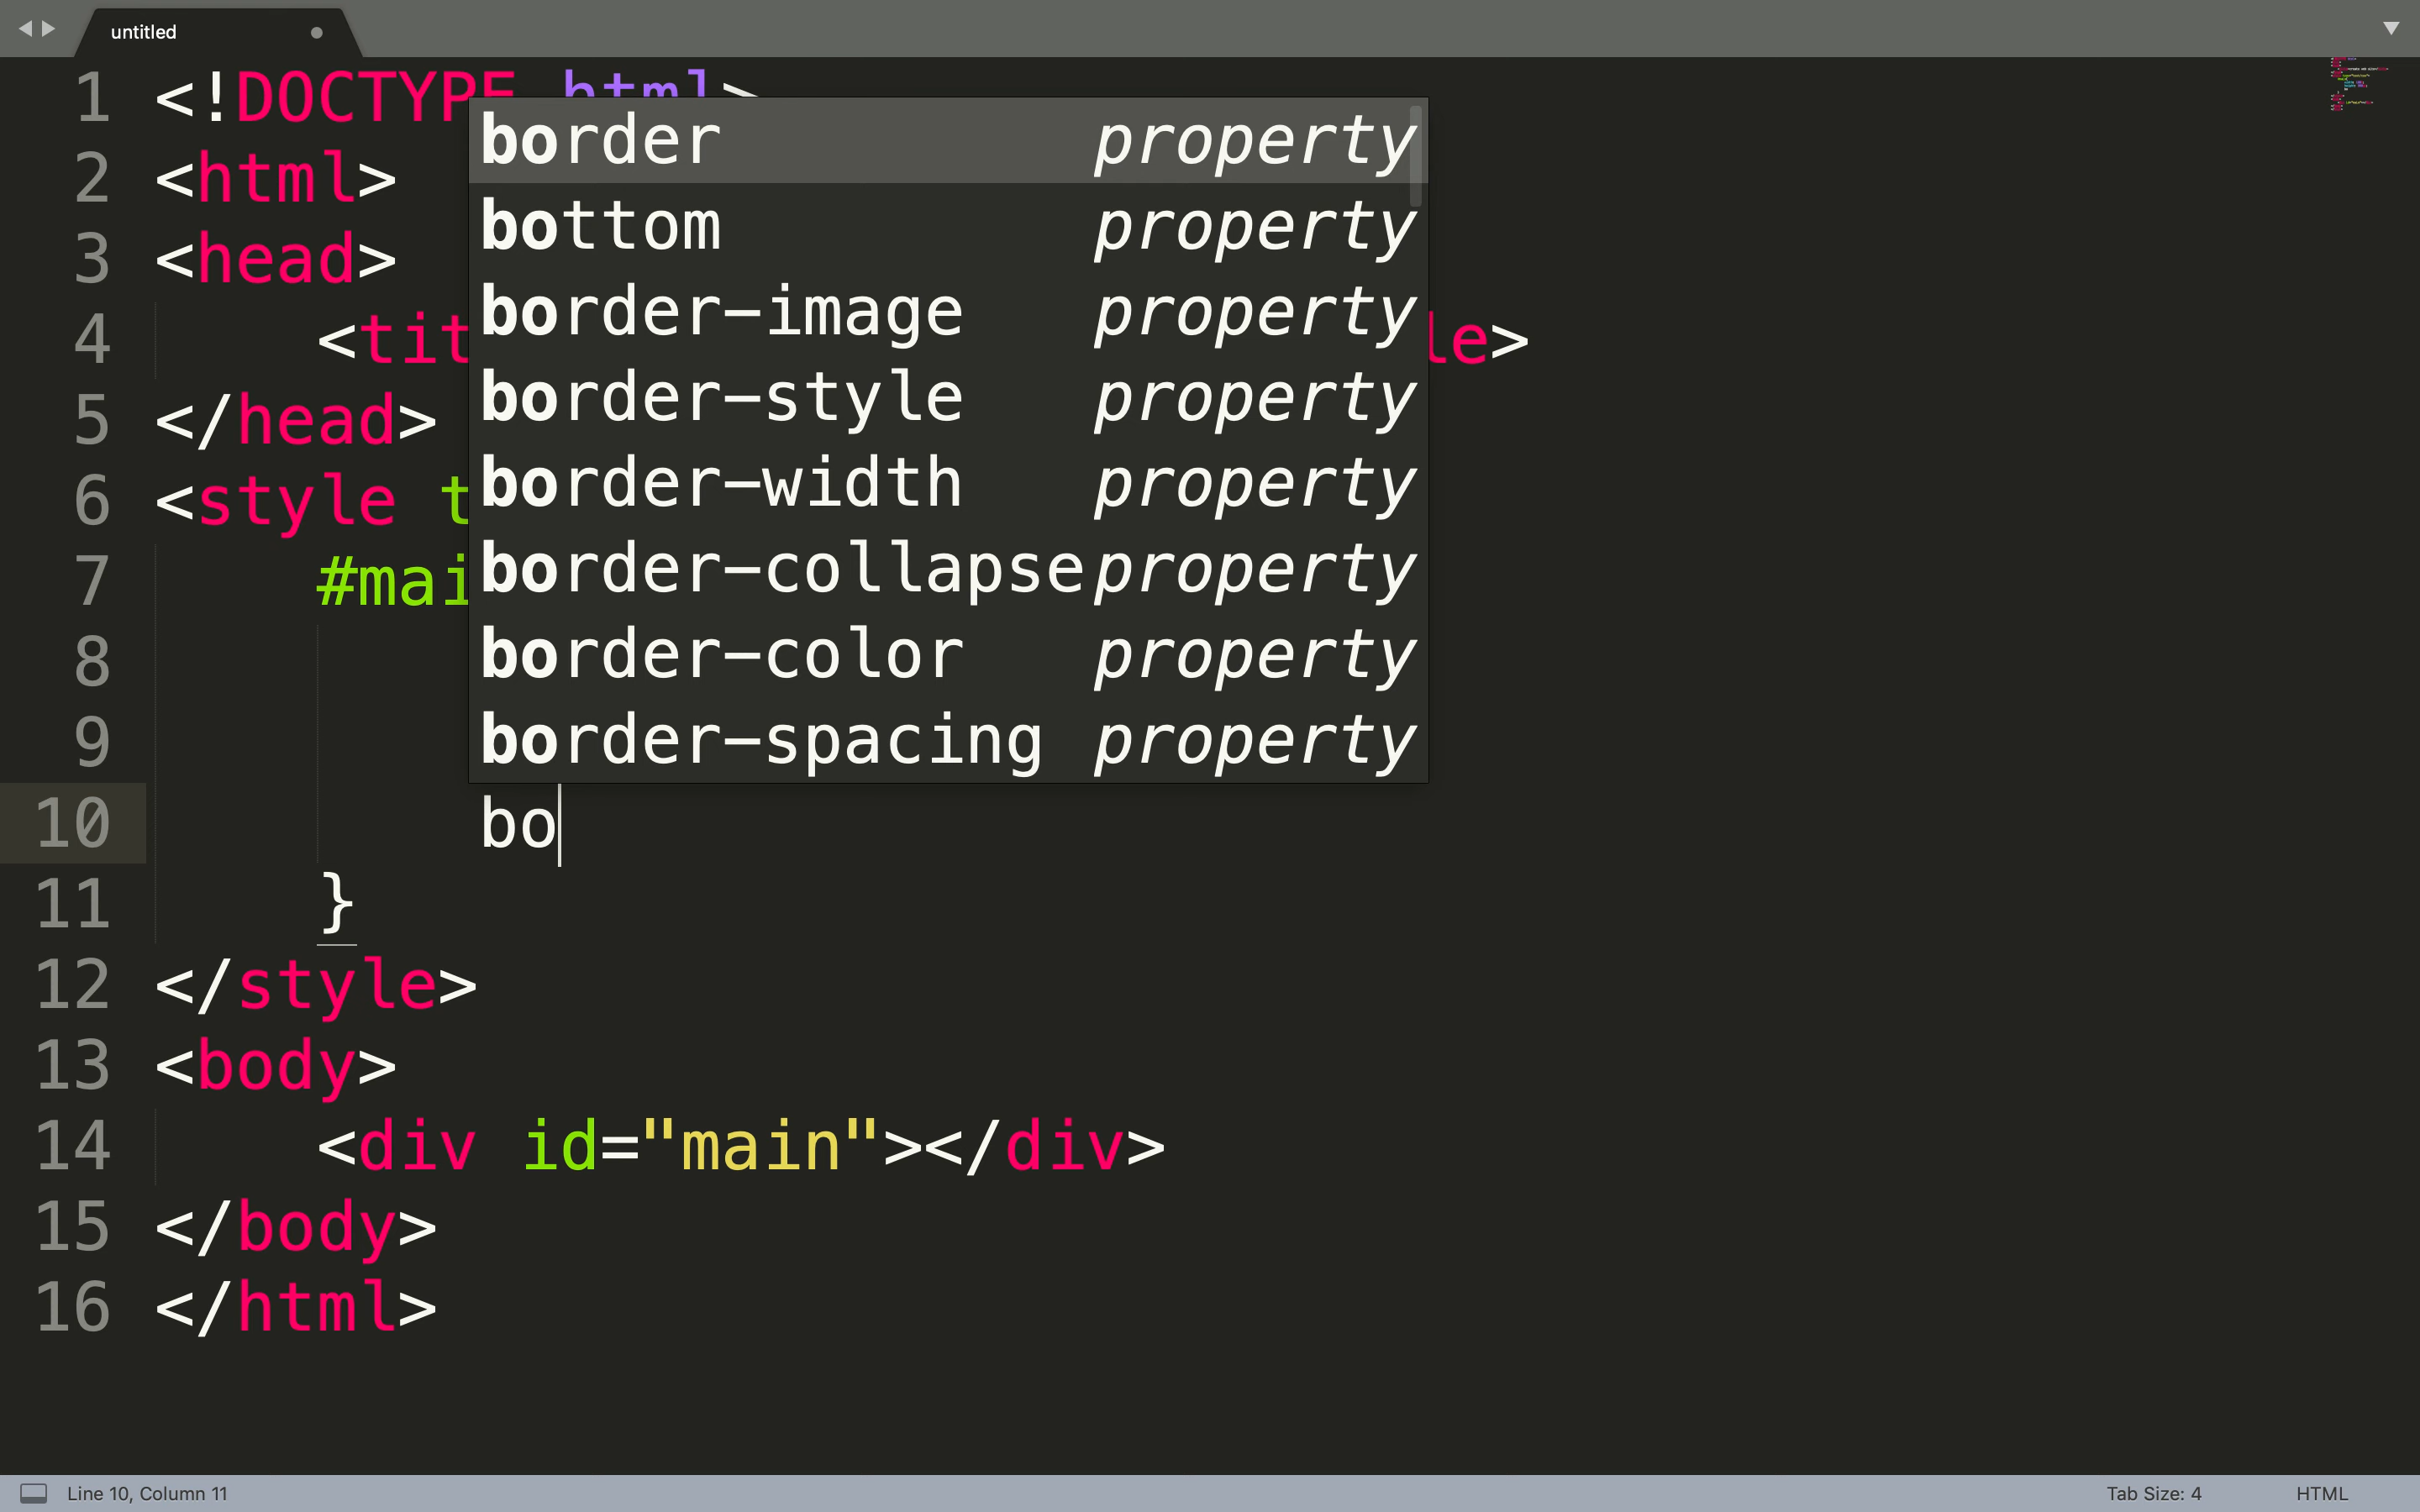 untitled
1 <!DOCTYPE html>
2 <html>
3 <head>
4 <tit le>
5 </head>
6 <style t
7 #mai
8
9
10 bo
11 }
12 </style>
13 <body>
14 <div id="main"></div>
15 </body>
16 </html>
border property
bottom property
border-image property
border-style property
border-width property
border-collapse property
border-color property
border-spacing property
Line 10, Column 11
Tab Size: 4
HTML